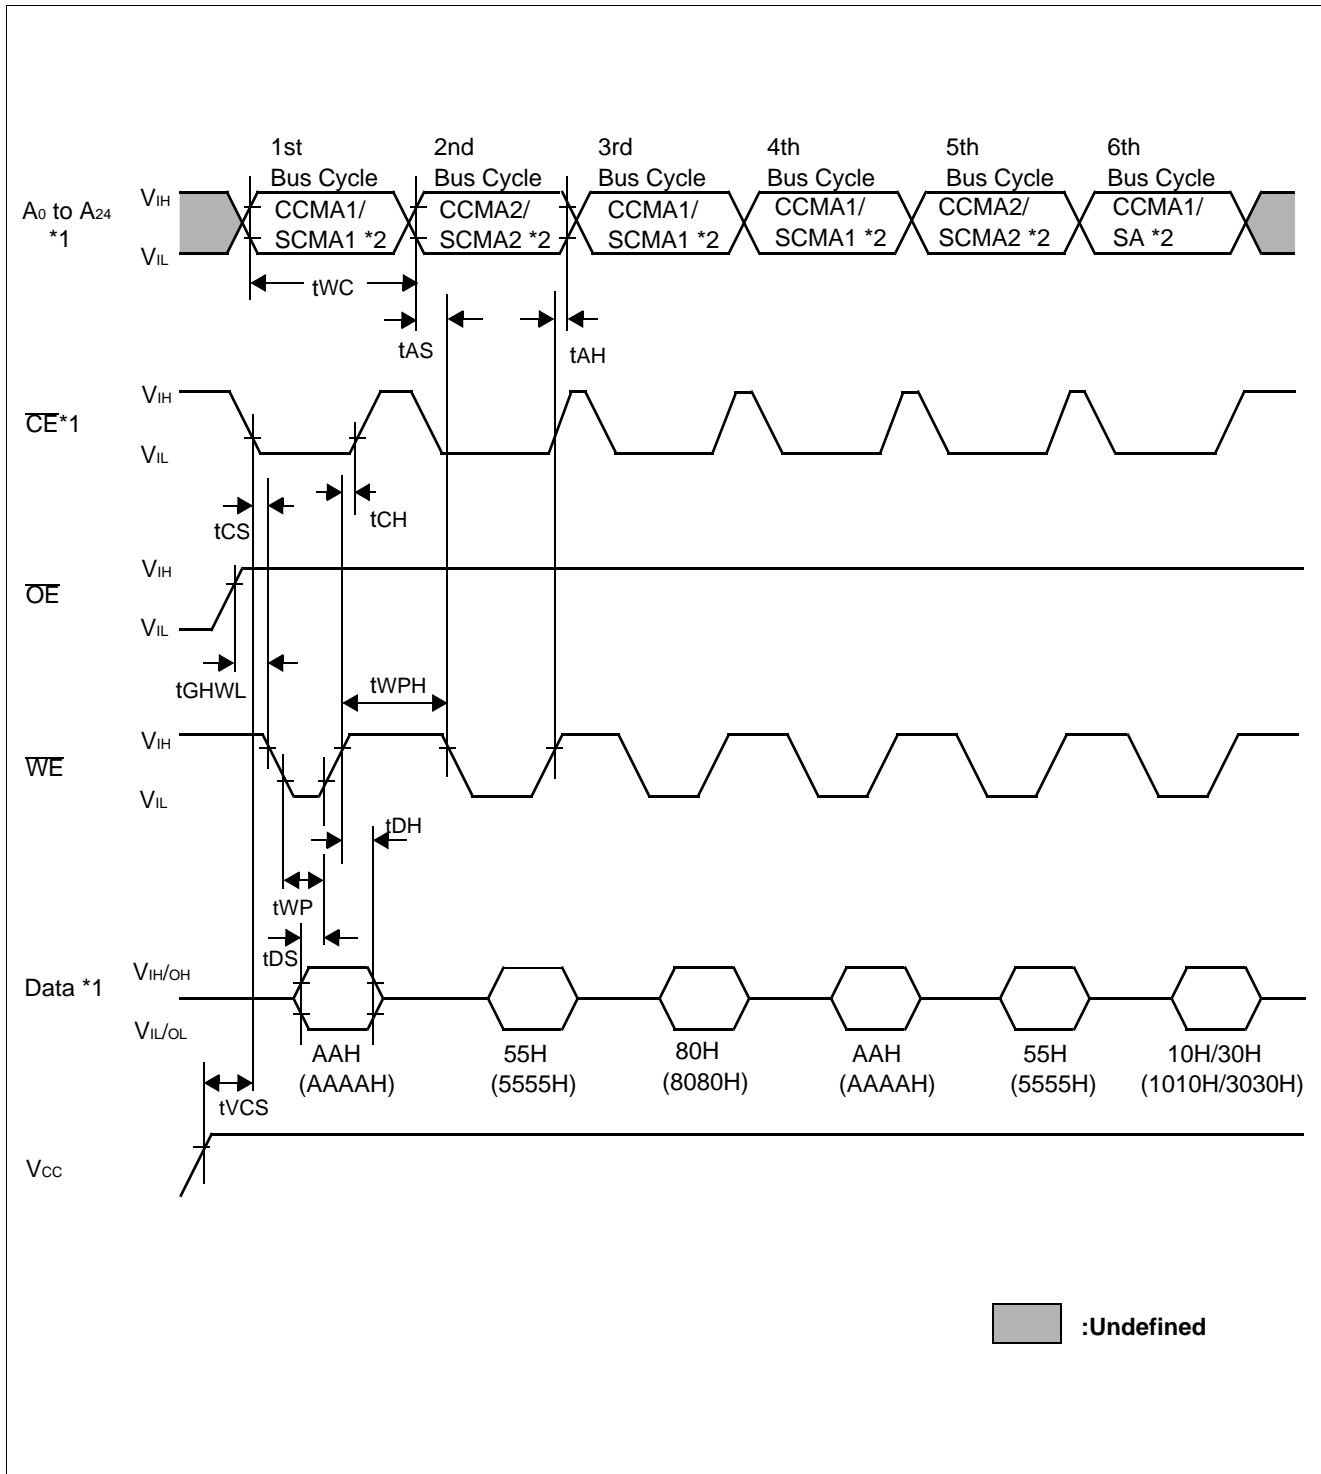 1st 2nd 3rd 4th 5th 6th
Bus Cycle Bus Cycle Bus Cycle Bus Cycle Bus Cycle Bus Cycle
A0 to A24 VIH CCMA1/ CCMA2/ CCMA1/ CCMA1/ CCMA2/ CCMA1/
*1 VIL SCMA1 *2 SCMA2 *2 SCMA1 *2 SCMA1 *2 SCMA2 *2 SA *2
tWC
tAS tAH
VIH
CE*1
VIL
tCS tCH
VIH
OE
VIL
tGHWL tWPH
VIH
WE
VIL
tDH
tWP
tDS
VIH/OH
Data *1
VIL/OL
AAH 55H 80H AAH 55H 10H/30H
(AAAAH) (5555H) (8080H) (AAAAH) (5555H) (1010H/3030H)
tVCS
VCC
:Undefined